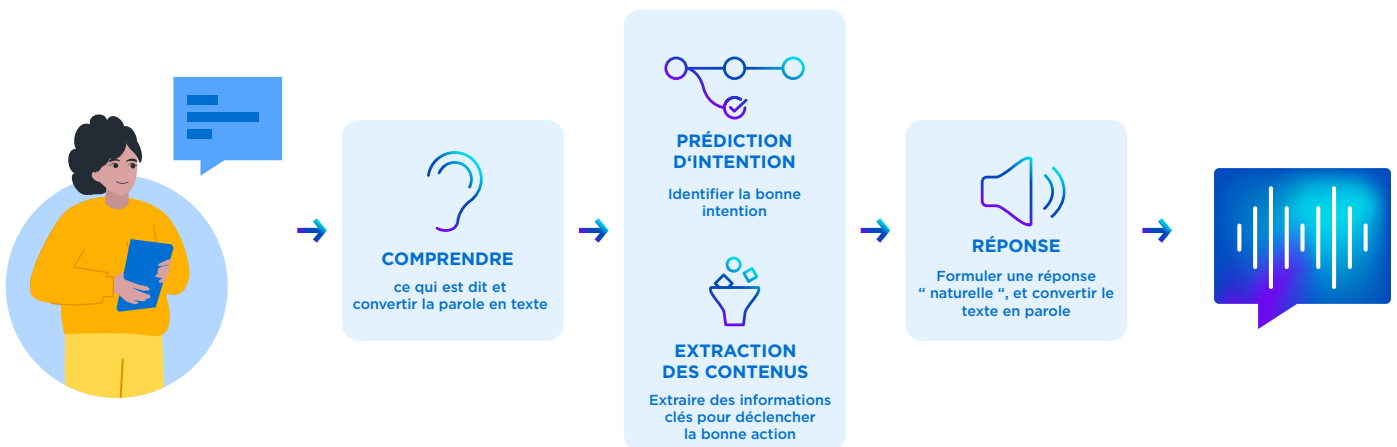 COMPRENDRE
ce qui est dit et
convertir la parole en texte
PRÉDICTION
D‘INTENTION
Identifier la bonne
intention
EXTRACTION
DES CONTENUS
Extraire des informations
clés pour déclencher
la bonne action
RÉPONSE
Formuler une réponse
“ naturelle “, et convertir le
texte en parole